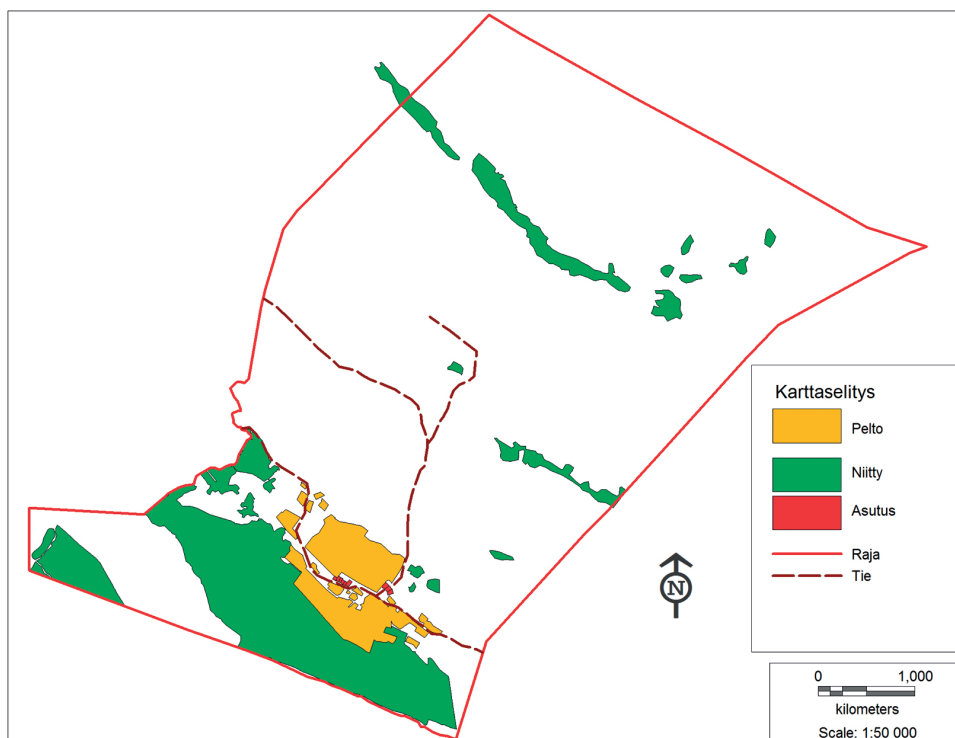 Karttaselitys
Pelto
Niitty
Asutus
Raja
Tie
N
0 1,000
kilometers
Scale: 1:50 000